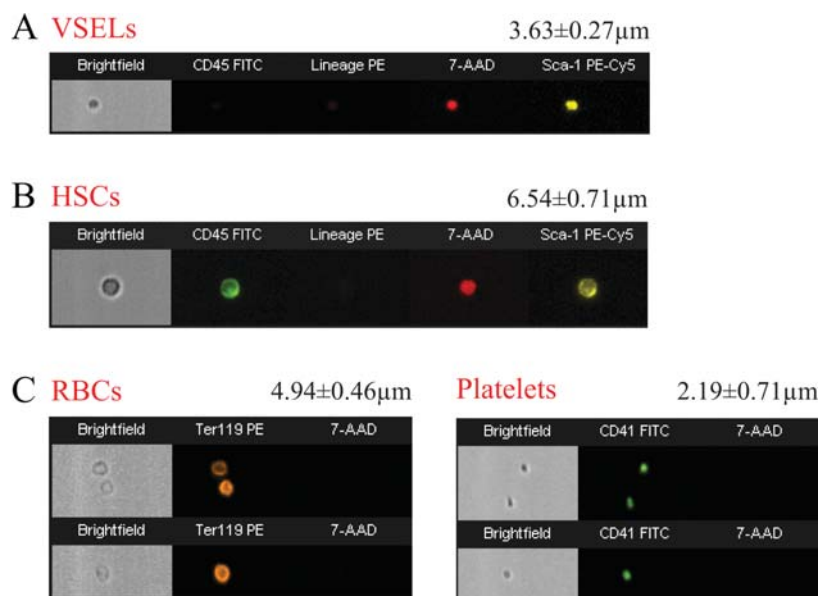 A VSELs 3.63±0.27µm
Brightfield CD45 FITC Lineage PE 7-AAD Sca-1 PE-Cy5
B HSCs 6.54±0.71µm
Brightfield CD45 FITC Lineage PE 7-AAD Sca-1 PE-Cy5
C RBCs 4.94±0.46µm
Brightfield Ter119 PE 7-AAD
Brightfield Ter119 PE 7-AAD
Platelets 2.19±0.71µm
Brightfield CD41 FITC 7-AAD
Brightfield CD41 FITC 7-AAD